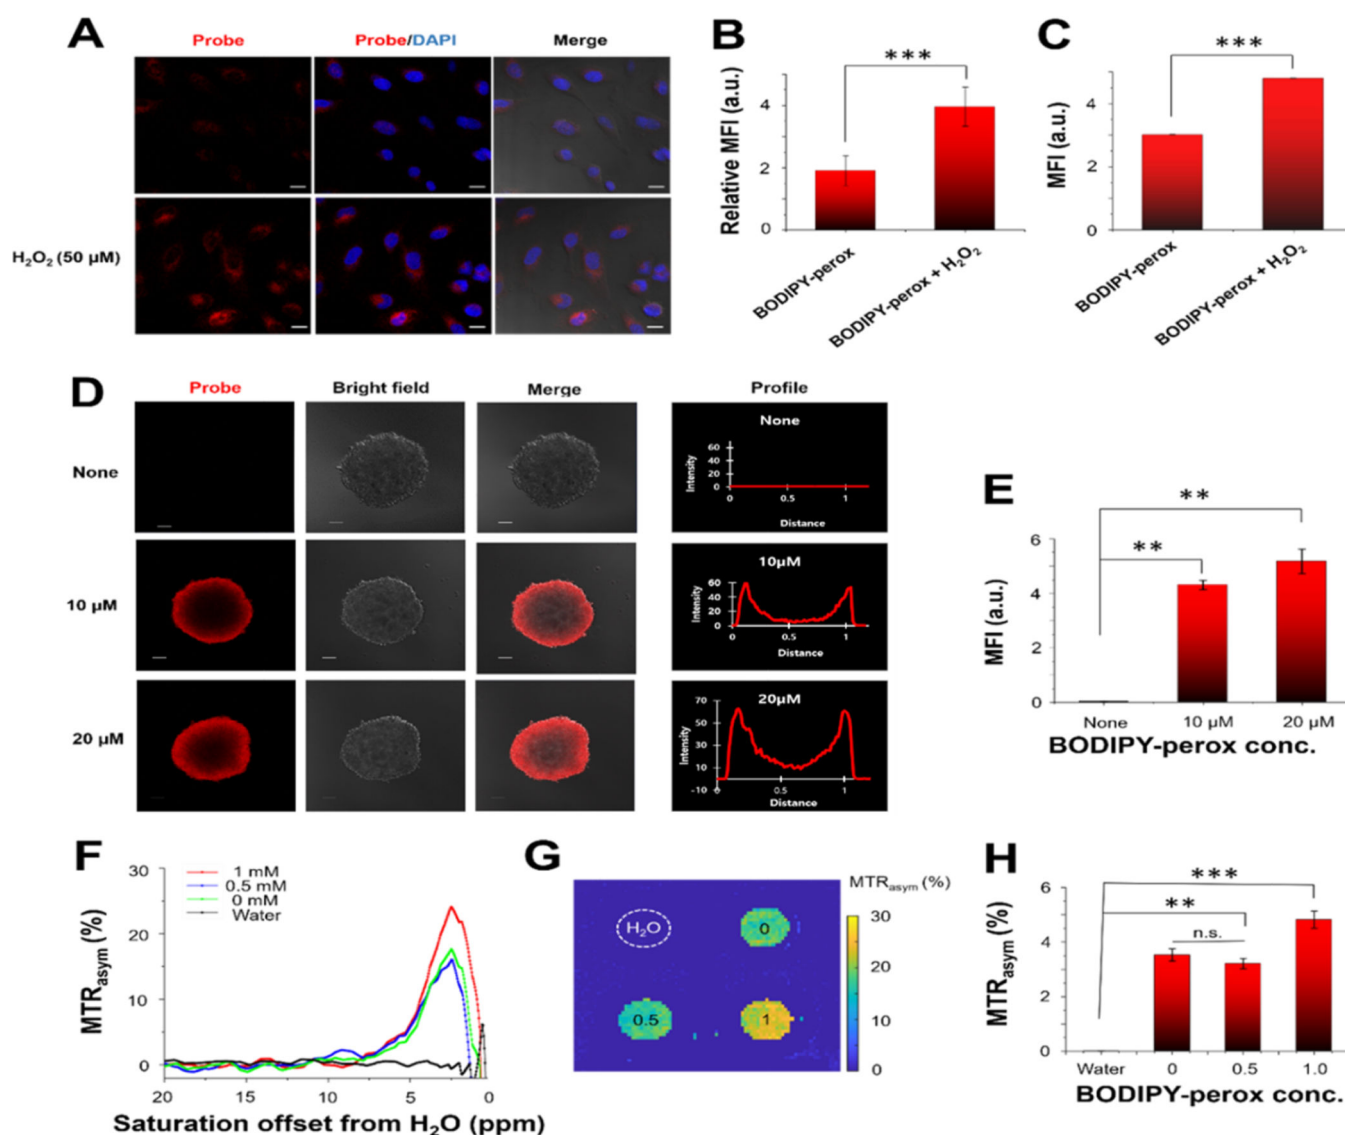 A
Probe
Probe/DAPI
Merge
H₂O₂ (50 µM)
B
Relative MFI (a.u.)
4
2
0
***
BODIPY-perox
BODIPY-perox + H₂O₂
C
MFI (a.u.)
4
2
0
***
BODIPY-perox
BODIPY-perox + H₂O₂
D
Probe
Bright field
Merge
Profile
None
None
Intensity
60
40
20
0
0
0.5
1
Distance
10 µM
10µM
Intensity
60
40
20
0
0
0.5
1
Distance
20 µM
20µM
Intensity
70
50
30
10
-10
0
0.5
1
Distance
E
MFI (a.u.)
6
4
2
0
**
**
None
10 µM
20 µM
BODIPY-perox conc.
F
MTRasym (%)
30
20
10
0
1 mM
0.5 mM
0 mM
Water
20
15
10
5
0
Saturation offset from H₂O (ppm)
G
H₂O
0
0.5
1
MTRasym (%)
30
20
10
0
H
MTRasym (%)
6
4
2
0
***
**
n.s.
Water
0
0.5
1.0
BODIPY-perox conc.